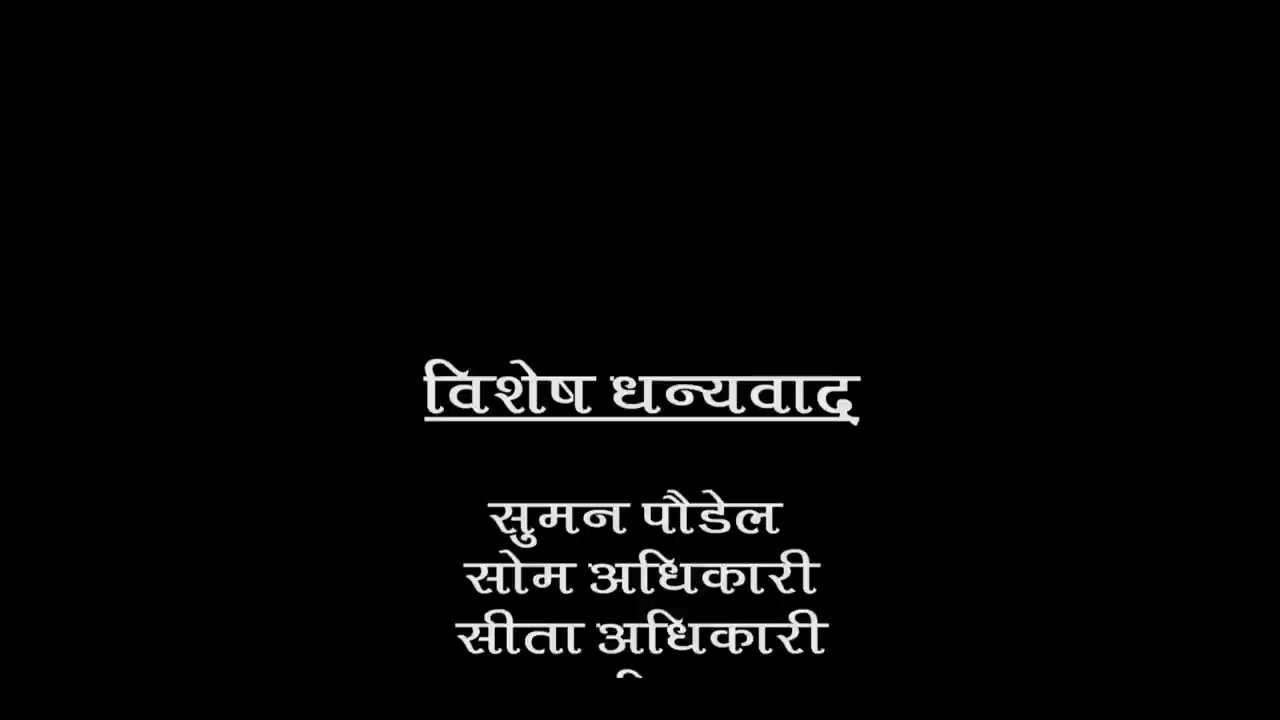 विशेष धन्यवाद
सुमन पौडेल
सोम अधिकारी
सीता अधिकारी